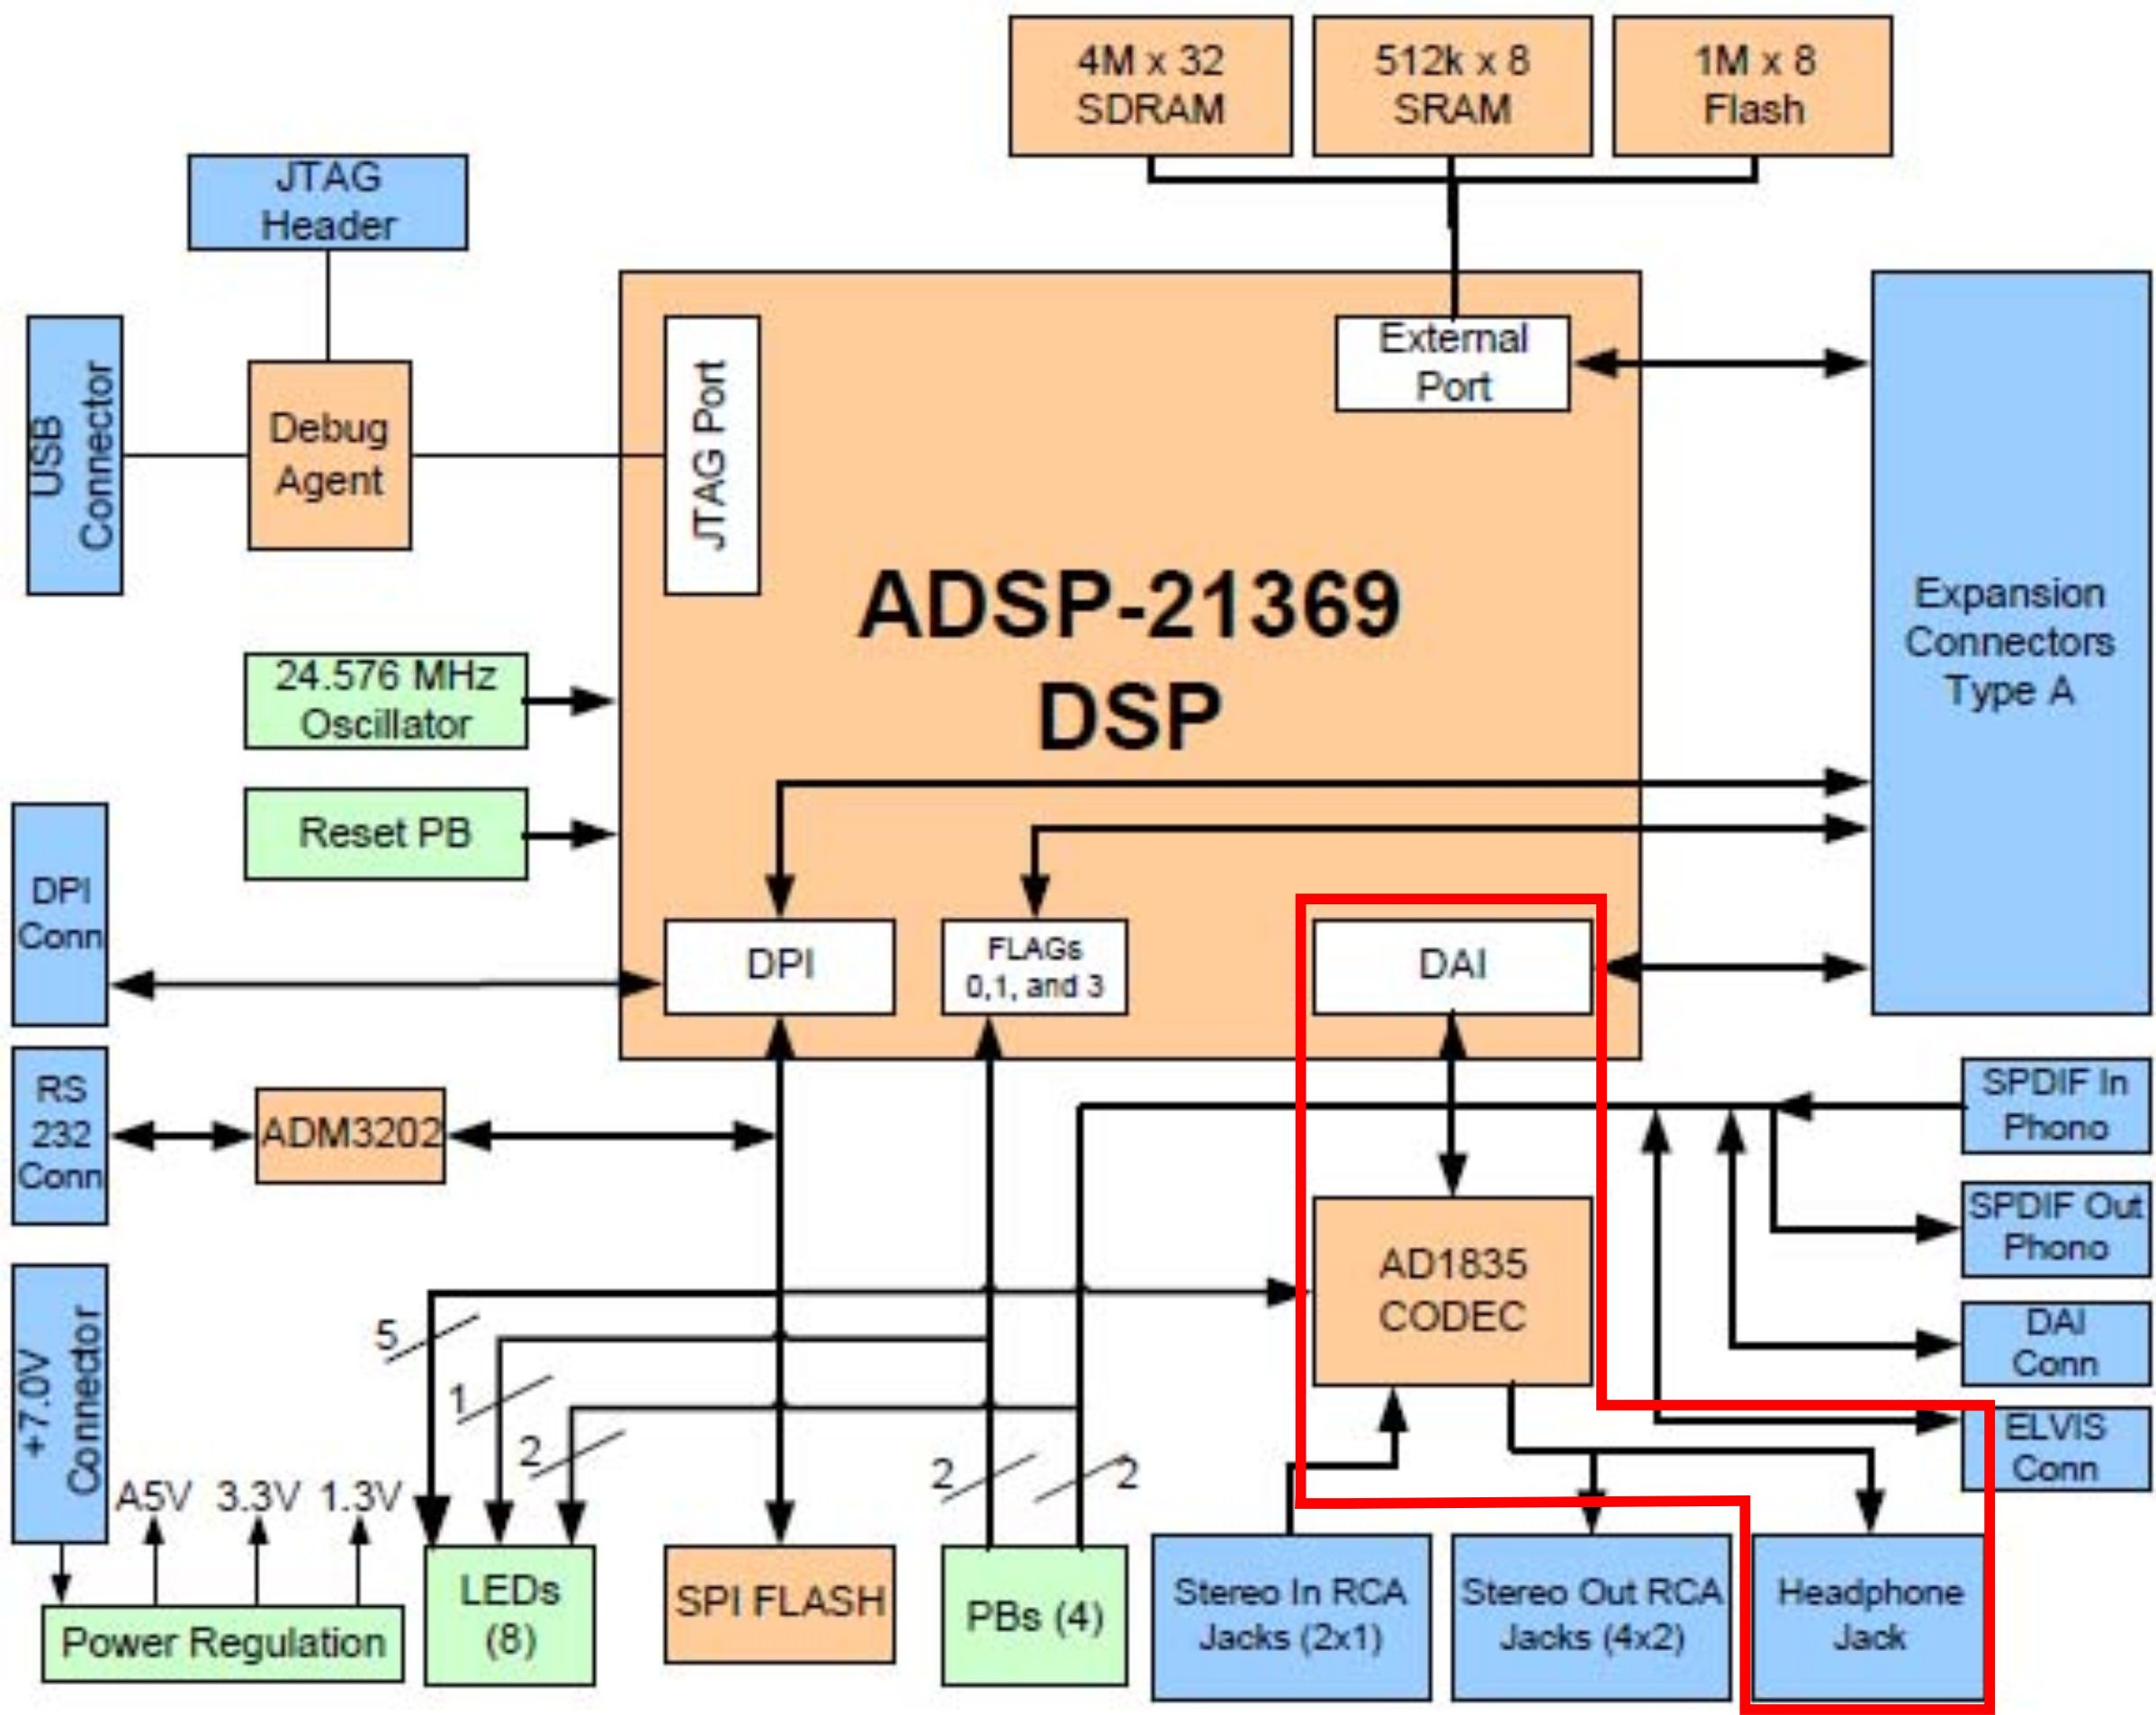 4M x 32
SDRAM
512k x 8
SRAM
1M x 8
Flash
JTAG
Header
USB
Connector
Debug
Agent
JTAG Port
External
Port
ADSP-21369
DSP
Expansion
Connectors
Type A
24.576 MHz
Oscillator
Reset PB
DPI
Conn
DPI
FLAGs
0,1, and 3
DAI
RS
232
Conn
ADM3202
SPDIF In
Phono
SPDIF Out
Phono
DAI
Conn
ELVIS
Conn
AD1835
CODEC
+7.0V
Connector
5
1
2
2
2
A5V
3.3V
1.3V
Power Regulation
LEDs
(8)
SPI FLASH
PBs (4)
Stereo In RCA
Jacks (2x1)
Stereo Out RCA
Jacks (4x2)
Headphone
Jack